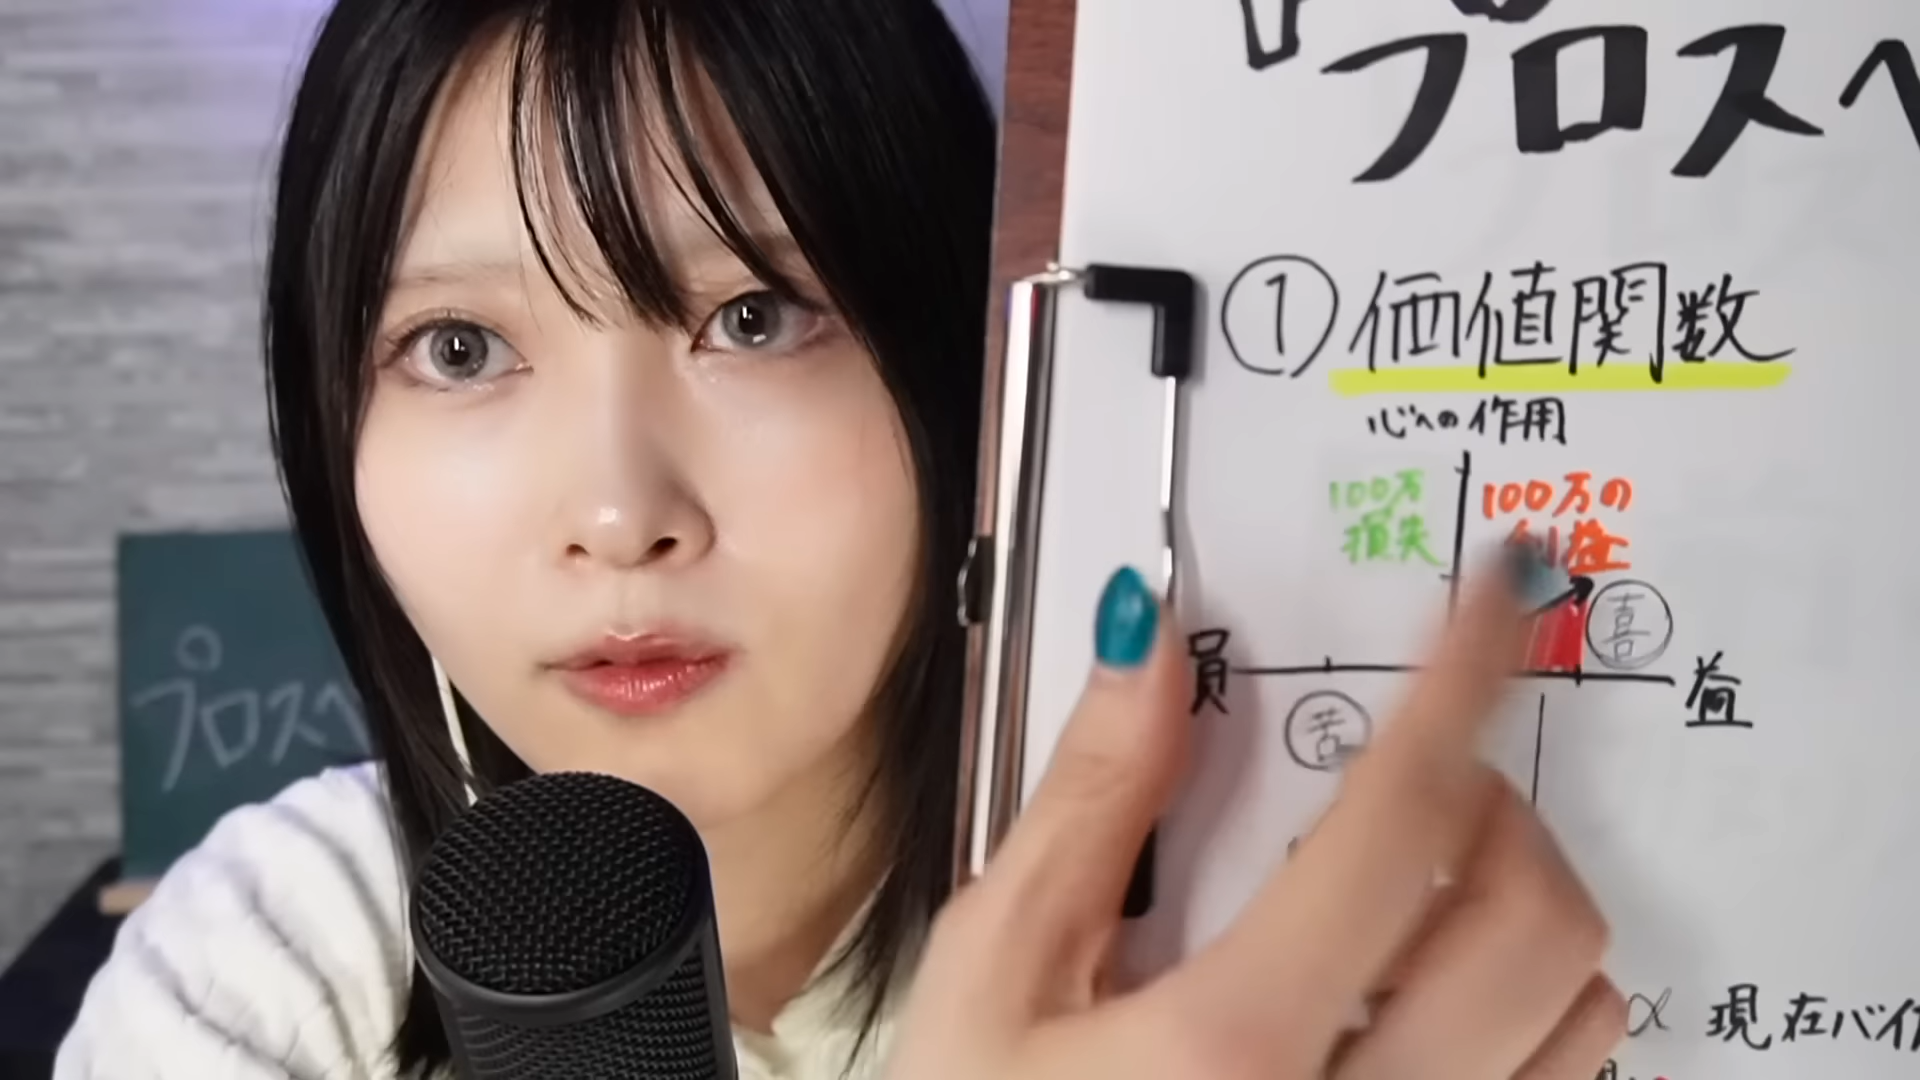 プロスペ
①価値関数
心への作用
100万
損失
100万の
利益
喜
益
苦
α 現在バイ
プロスペ